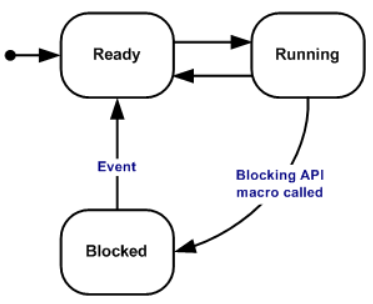 Ready
Running
Event
Blocking API
macro called
Blocked